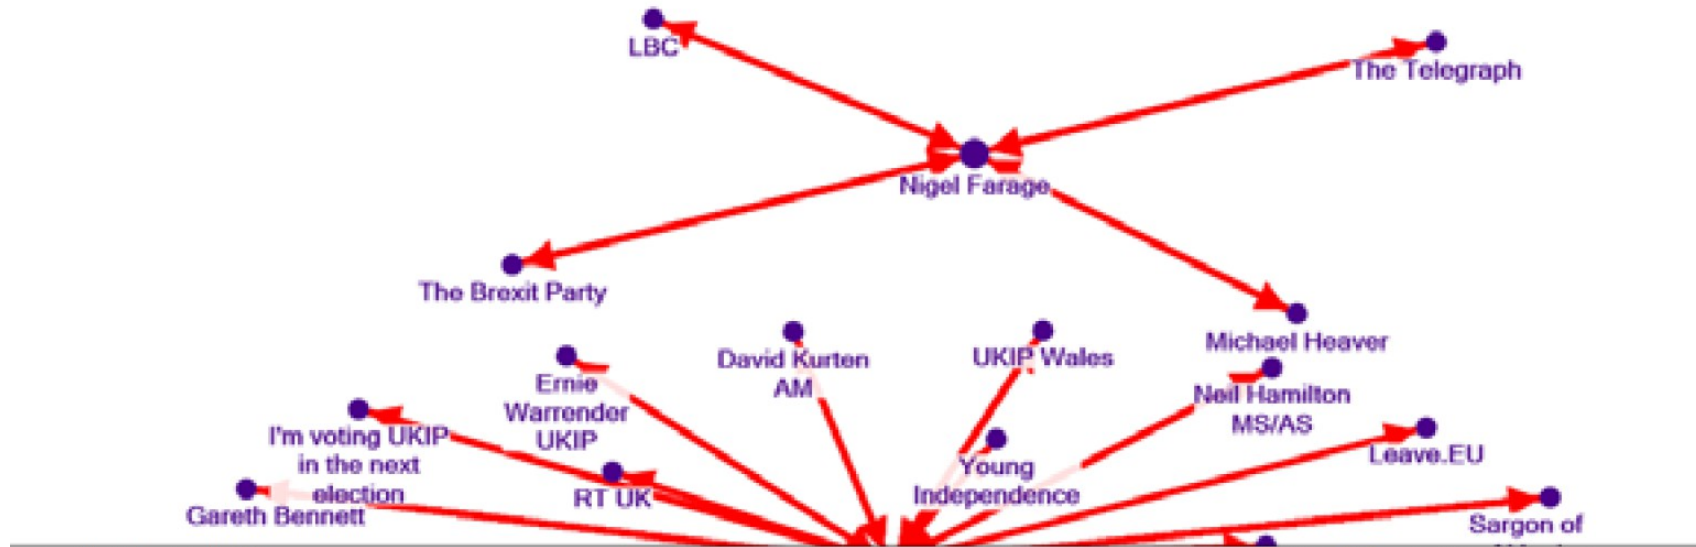 LBC
The Telegraph
Nigel Farage
The Brexit Party
Michael Heaver
David Kurten
AM
UKIP Wales
Ernie
Warrender
UKIP
Neil Hamilton
MS/AS
I'm voting UKIP
in the next
election
Young
Independence
Leave.EU
RT UK
Gareth Bennett
Sargon of